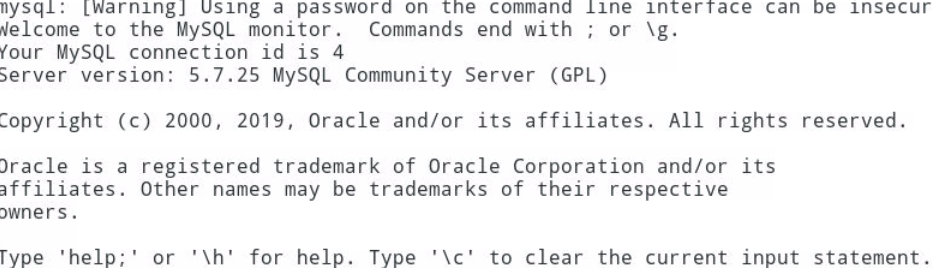 mysql: [Warning] Using a password on the command line interface can be insecur
Welcome to the MySQL monitor.  Commands end with ; or \g.
Your MySQL connection id is 4
Server version: 5.7.25 MySQL Community Server (GPL)
Copyright (c) 2000, 2019, Oracle and/or its affiliates. All rights reserved.
Oracle is a registered trademark of Oracle Corporation and/or its
affiliates. Other names may be trademarks of their respective
owners.
Type 'help;' or '\h' for help. Type '\c' to clear the current input statement.